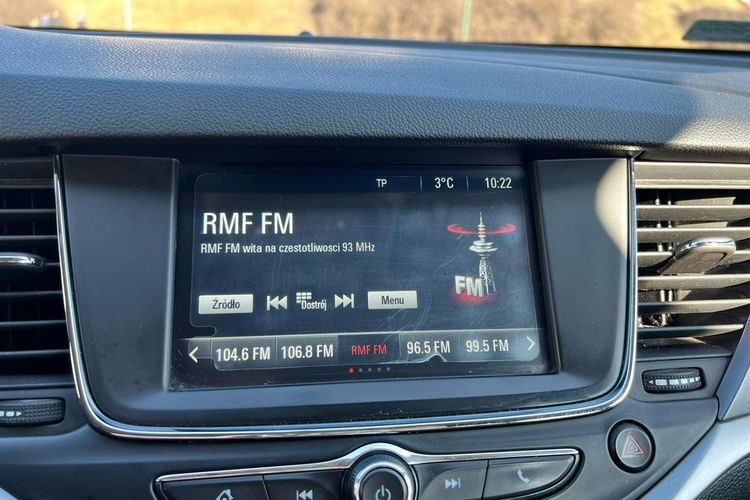 TP 3°C 10:22
RMF FM
RMF FM wita na czestotliwosci 93 MHz
FM
Źródło Dostrój Menu
104.6 FM 106.8 FM RMF FM 96.5 FM 99.5 FM